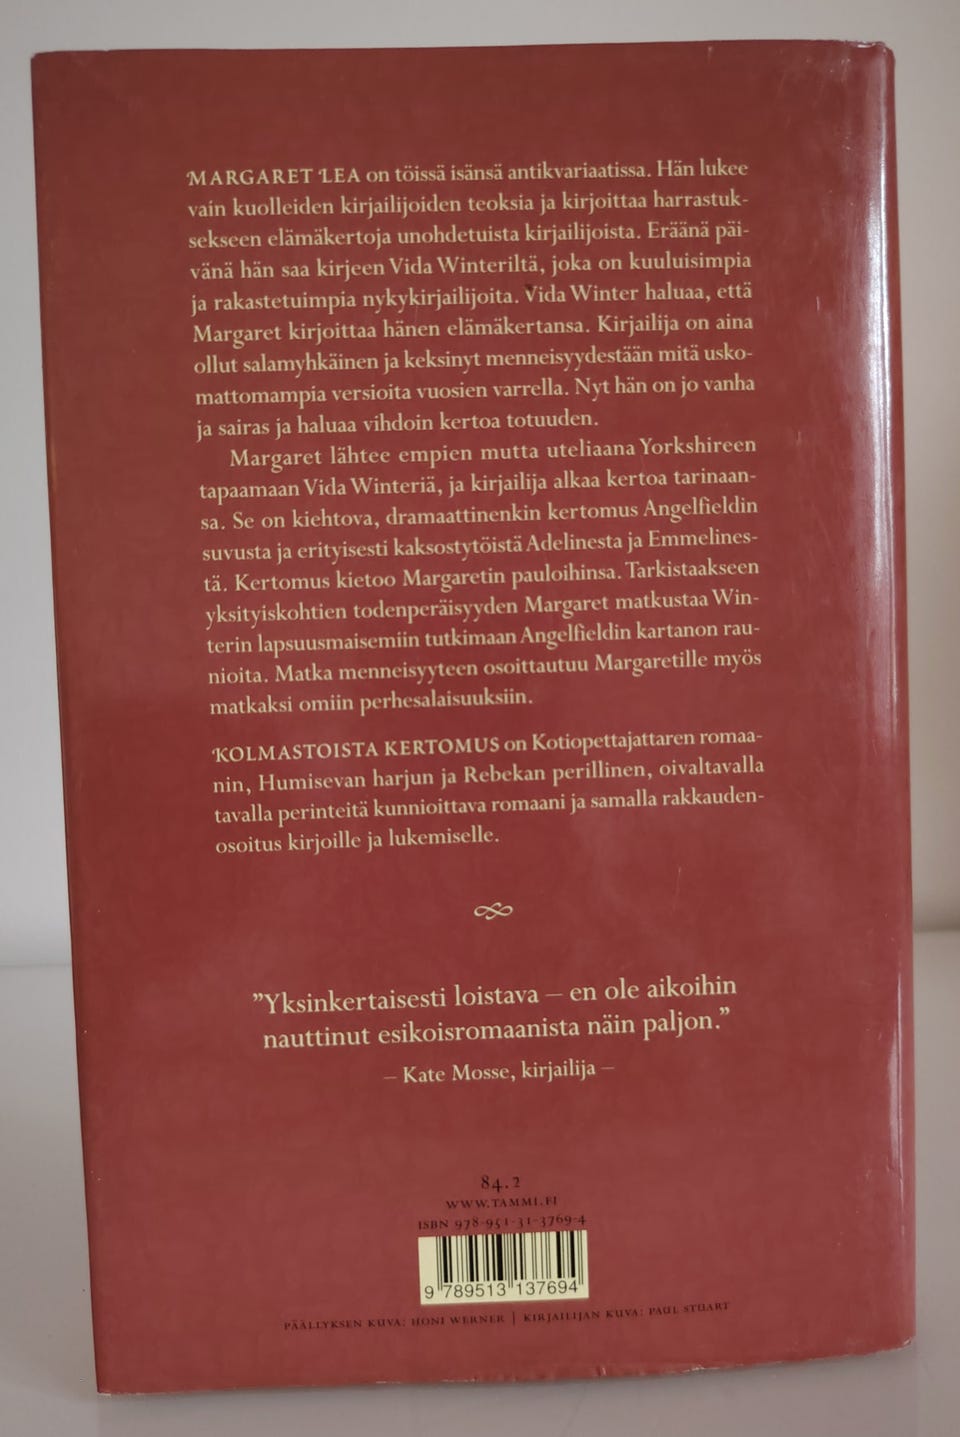 MARGARET LEA on töissä isänsä antikvariaatissa. Hän lukee
vain kuolleiden kirjailijoiden teoksia ja kirjoittaa harrastuk-
sekseen elämäkertoja unohdetuista kirjailijoista. Eräänä päi-
vänä hän saa kirjeen Vida Winteriltä, joka on kuuluisimpia
ja rakastetuimpia nykykirjailijoita. Vida Winter haluaa, että
Margaret kirjoittaa hänen elämäkertansa. Kirjailija on aina
ollut salamyhkäinen ja keksinyt menneisyydestään mitä usko-
mattomampia versioita vuosien varrella. Nyt hän on jo vanha
ja sairas ja haluaa vihdoin kertoa totuuden.
Margaret lähtee empien mutta uteliaana Yorkshireen
tapaamaan Vida Winteriä, ja kirjailija alkaa kertoa tarinaan-
sa. Se on kiehtova, dramaattinenkin kertomus Angelfieldin
suvusta ja erityisesti kaksostytöistä Adelinesta ja Emmelines-
tä. Kertomus kietoo Margaretin pauloihinsa. Tarkistaakseen
yksityiskohtien todenperäisyyden Margaret matkustaa Win-
terin lapsuusmaisemiin tutkimaan Angelfieldin kartanon rau-
nioita. Matka menneisyyteen osoittautuu Margaretille myös
matkaksi omiin perhesalaisuuksiin.
KOLMASTOISTA KERTOMUS on Kotiopettajattaren romaa-
nin, Humisevan harjun ja Rebekan perillinen, oivaltavalla
tavalla perinteitä kunnioittava romaani ja samalla rakkauden-
osoitus kirjoille ja lukemiselle.
”Yksinkertaisesti loistava – en ole aikoihin
nauttinut esikoisromaanista näin paljon.”
– Kate Mosse, kirjailija –
84.2
WWW.TAMMI.FI
ISBN 978-951-31-3769-4
9 789513 137694
PÄÄLLYKSEN KUVA: HONI WERNER | KIRJAILIJAN KUVA: PAUL STUART